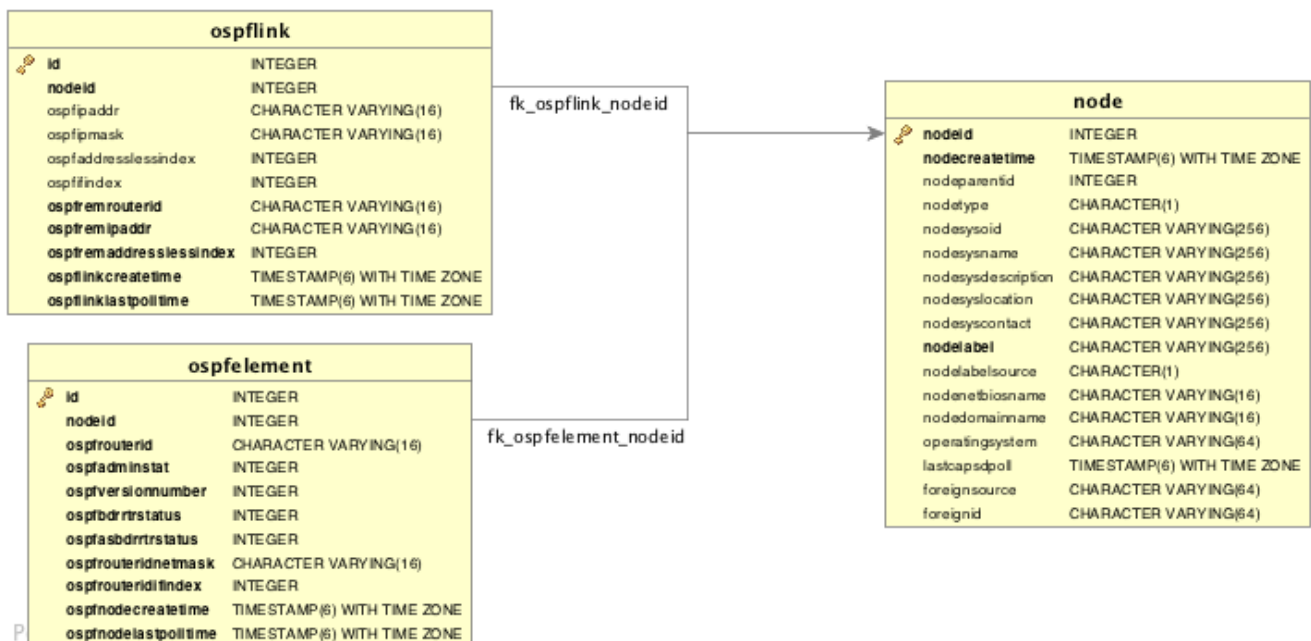 ospflink
id INTEGER
nodeid INTEGER
ospfipaddr CHARACTER VARYING(16)
ospfipmask CHARACTER VARYING(16)
ospfaddresslessindex INTEGER
ospfifindex INTEGER
ospfremrouterid CHARACTER VARYING(16)
ospfremipaddr CHARACTER VARYING(16)
ospfremaddresslessindex INTEGER
ospflinkcreatetime TIMESTAMP(6) WITH TIME ZONE
ospflinklastpolltime TIMESTAMP(6) WITH TIME ZONE
fk_ospflink_nodeid
ospfelement
id INTEGER
nodeid INTEGER
ospfrouterid CHARACTER VARYING(16)
ospfadminstat INTEGER
ospfversionnumber INTEGER
ospfbdrrtrstatus INTEGER
ospfasbdrrtrstatus INTEGER
ospfrouteridnetmask CHARACTER VARYING(16)
ospfrouteridifindex INTEGER
ospfnodecreatetime TIMESTAMP(6) WITH TIME ZONE
ospfnodelastpolltime TIMESTAMP(6) WITH TIME ZONE
fk_ospfelement_nodeid
node
nodeid INTEGER
nodecreatetime TIMESTAMP(6) WITH TIME ZONE
nodeparentid INTEGER
nodetype CHARACTER(1)
nodesysoid CHARACTER VARYING(256)
nodesysname CHARACTER VARYING(256)
nodesysdescription CHARACTER VARYING(256)
nodesyslocation CHARACTER VARYING(256)
nodesyscontact CHARACTER VARYING(256)
nodelabel CHARACTER VARYING(256)
nodelabelsource CHARACTER(1)
nodenetbiosname CHARACTER VARYING(16)
nodedomainname CHARACTER VARYING(16)
operatingsystem CHARACTER VARYING(64)
lastcapsdpoll TIMESTAMP(6) WITH TIME ZONE
foreignsource CHARACTER VARYING(64)
foreignid CHARACTER VARYING(64)